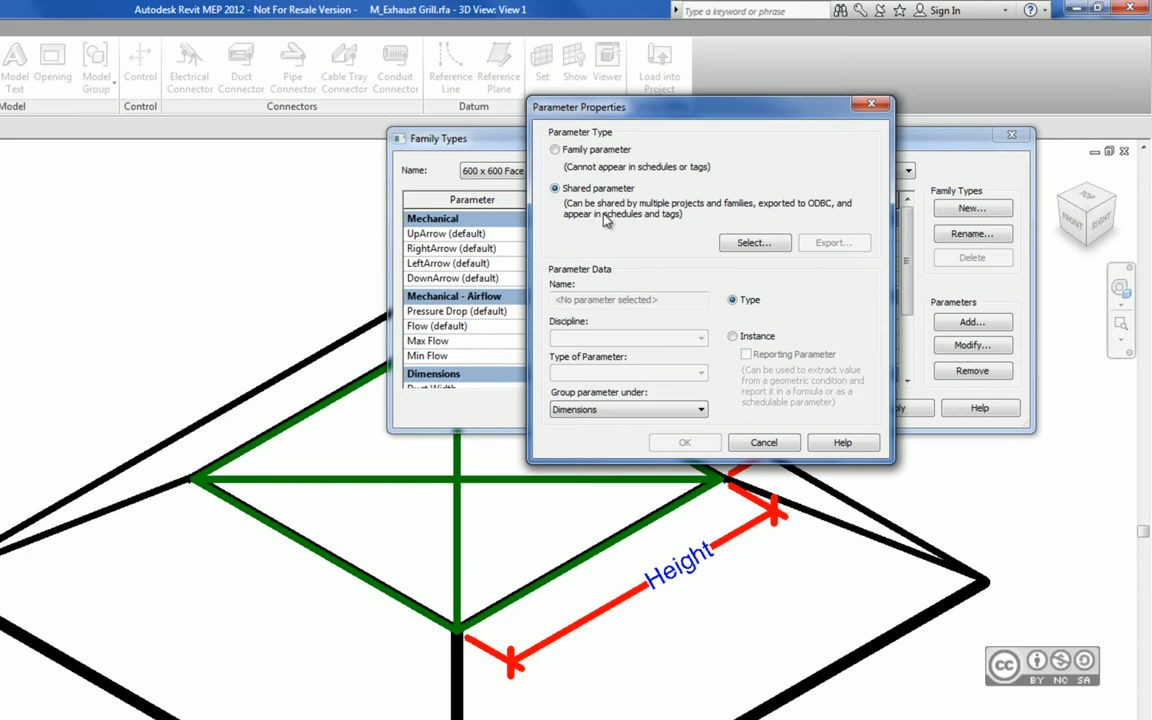 Autodesk Revit MEP 2012 - Not For Resale Version - M_Exhaust Grill.rfa - 3D View: View 1
Type a keyword or phrase
Sign In
Model Text
Opening
Model Group
Control
Electrical Connector
Duct Connector
Pipe Connector
Cable Tray Connector
Conduit Connector
Reference Line
Reference Plane
Set
Show
Viewer
Load into Project
Model
Control
Connectors
Datum
Family Types
Name:
600 x 600 Face
Parameter
Mechanical
UpArrow (default)
RightArrow (default)
LeftArrow (default)
DownArrow (default)
Mechanical - Airflow
Pressure Drop (default)
Flow (default)
Max Flow
Min Flow
Dimensions
Duct Width
Parameter Properties
Parameter Type
Family parameter
(Cannot appear in schedules or tags)
Shared parameter
(Can be shared by multiple projects and families, exported to ODBC, and
appear in schedules and tags)
Select...
Export...
Parameter Data
Name:
<No parameter selected>
Discipline:
Type of Parameter:
Group parameter under:
Dimensions
Type
Instance
Reporting Parameter
(Can be used to extract value
from a geometric condition and
report it in a formula or as a
schedulable parameter)
OK
Cancel
Help
Family Types
New...
Rename...
Delete
Parameters
Add...
Modify...
Remove
Help
TOP
FRONT
RIGHT
Height
cc
BY NC SA